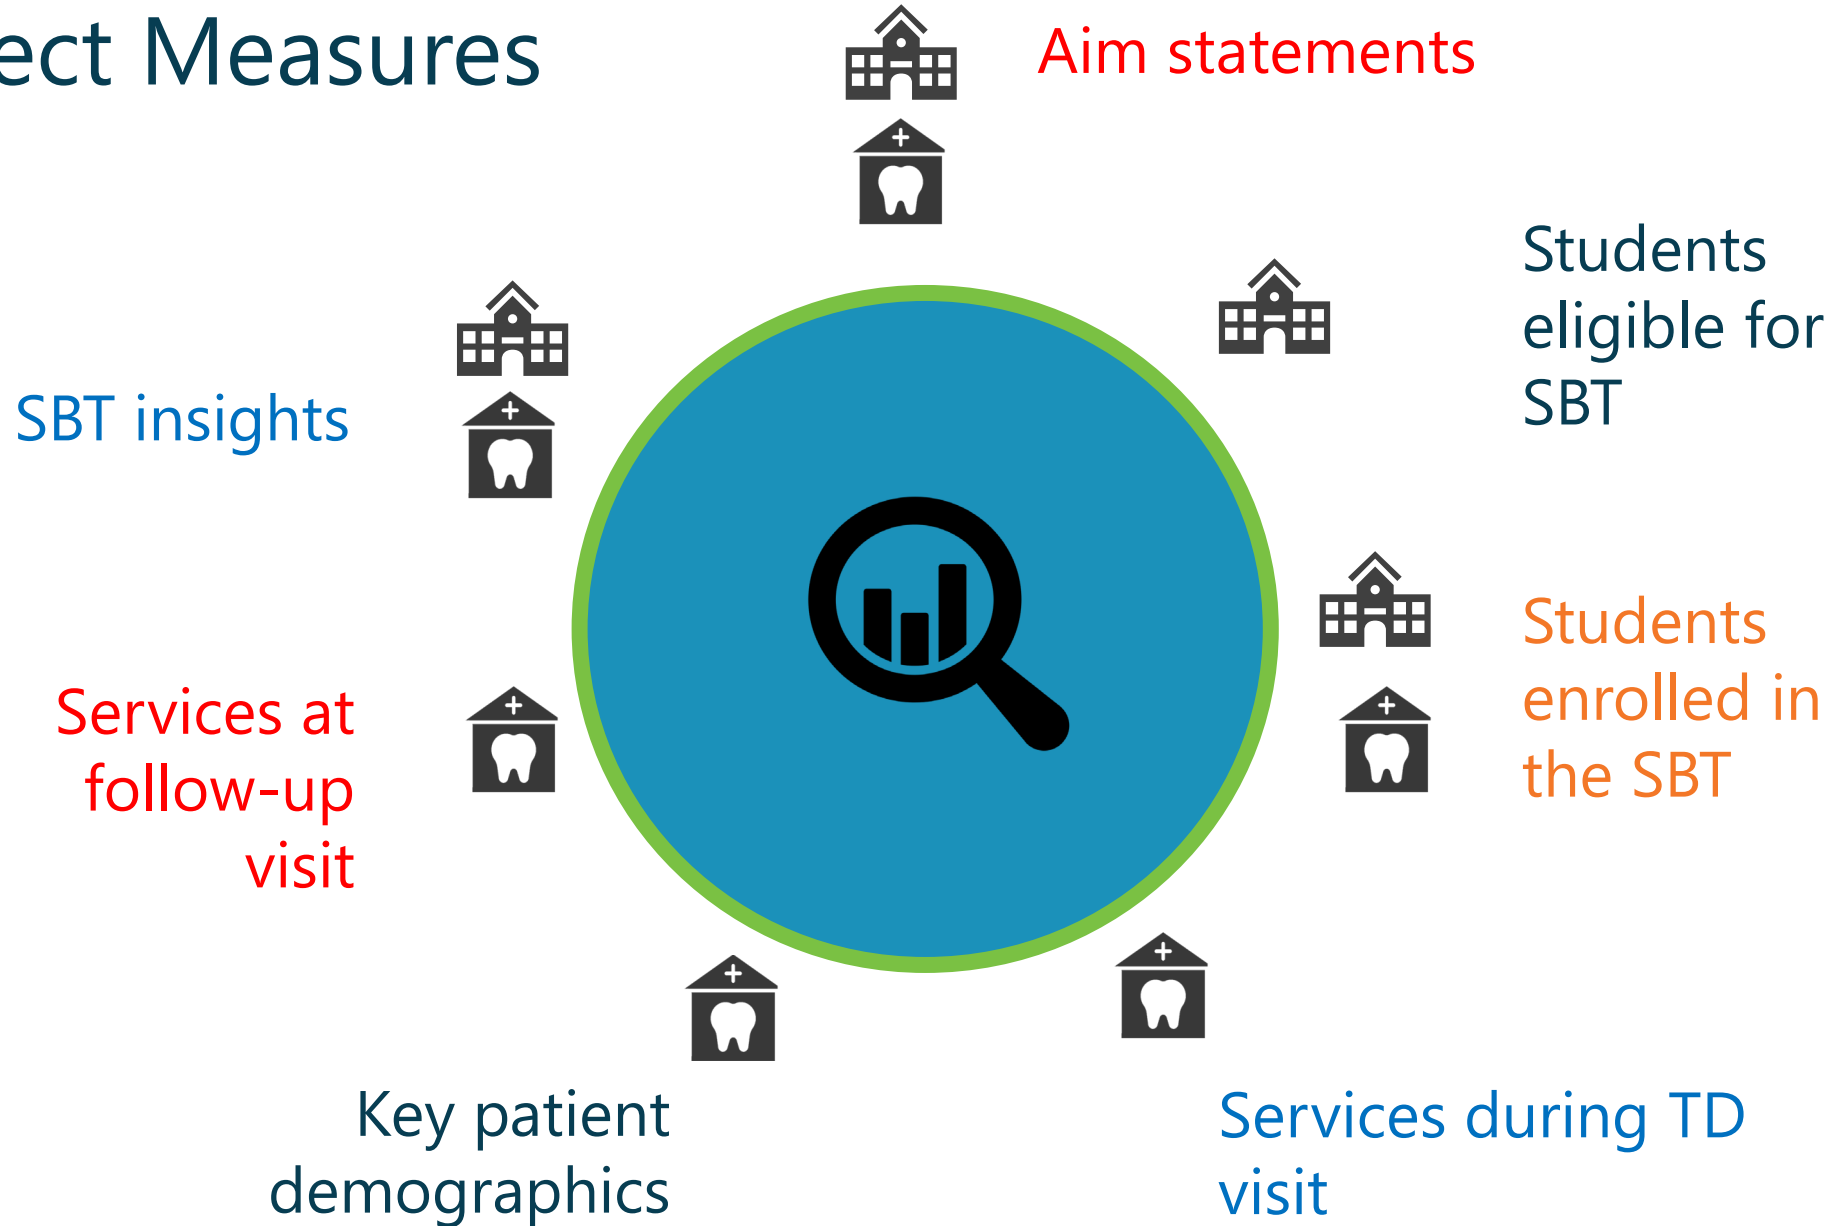 ect Measures
Aim statements
Students
eligible for
SBT
Students
enrolled in
the SBT
Services during TD
visit
Key patient
demographics
Services at
follow-up
visit
SBT insights